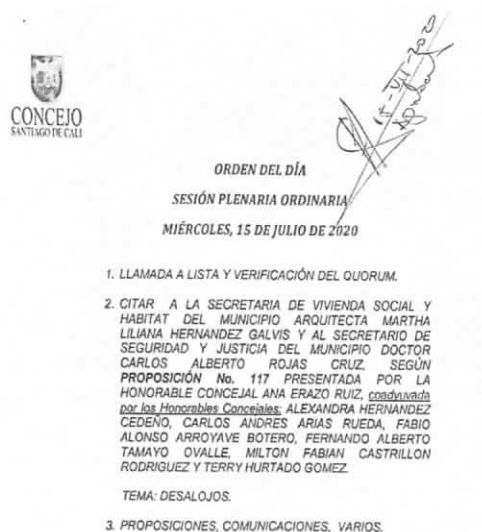 CONCEJO
SANTIAGO DE CALI
15-VII-2020
ORDEN DEL DÍA
SESIÓN PLENARIA ORDINARIA
MIÉRCOLES, 15 DE JULIO DE 2020
1. LLAMADA A LISTA Y VERIFICACIÓN DEL QUORUM.
2. CITAR A LA SECRETARIA DE VIVIENDA SOCIAL Y
HABITAT DEL MUNICIPIO ARQUITECTA MARTHA
LILIANA HERNANDEZ GALVIS Y AL SECRETARIO DE
SEGURIDAD Y JUSTICIA DEL MUNICIPIO DOCTOR
CARLOS ALBERTO ROJAS CRUZ, SEGÚN
PROPOSICIÓN No. 117 PRESENTADA POR LA
HONORABLE CONCEJAL ANA ERAZO RUIZ, coadyuvada
por los Honorables Concejales: ALEXANDRA HERNANDEZ
CEDEÑO, CARLOS ANDRES ARIAS RUEDA, FABIO
ALONSO ARROYAVE BOTERO, FERNANDO ALBERTO
TAMAYO OVALLE, MILTON FABIAN CASTRILLON
RODRIGUEZ Y TERRY HURTADO GOMEZ.
TEMA: DESALOJOS.
3. PROPOSICIONES, COMUNICACIONES, VARIOS.